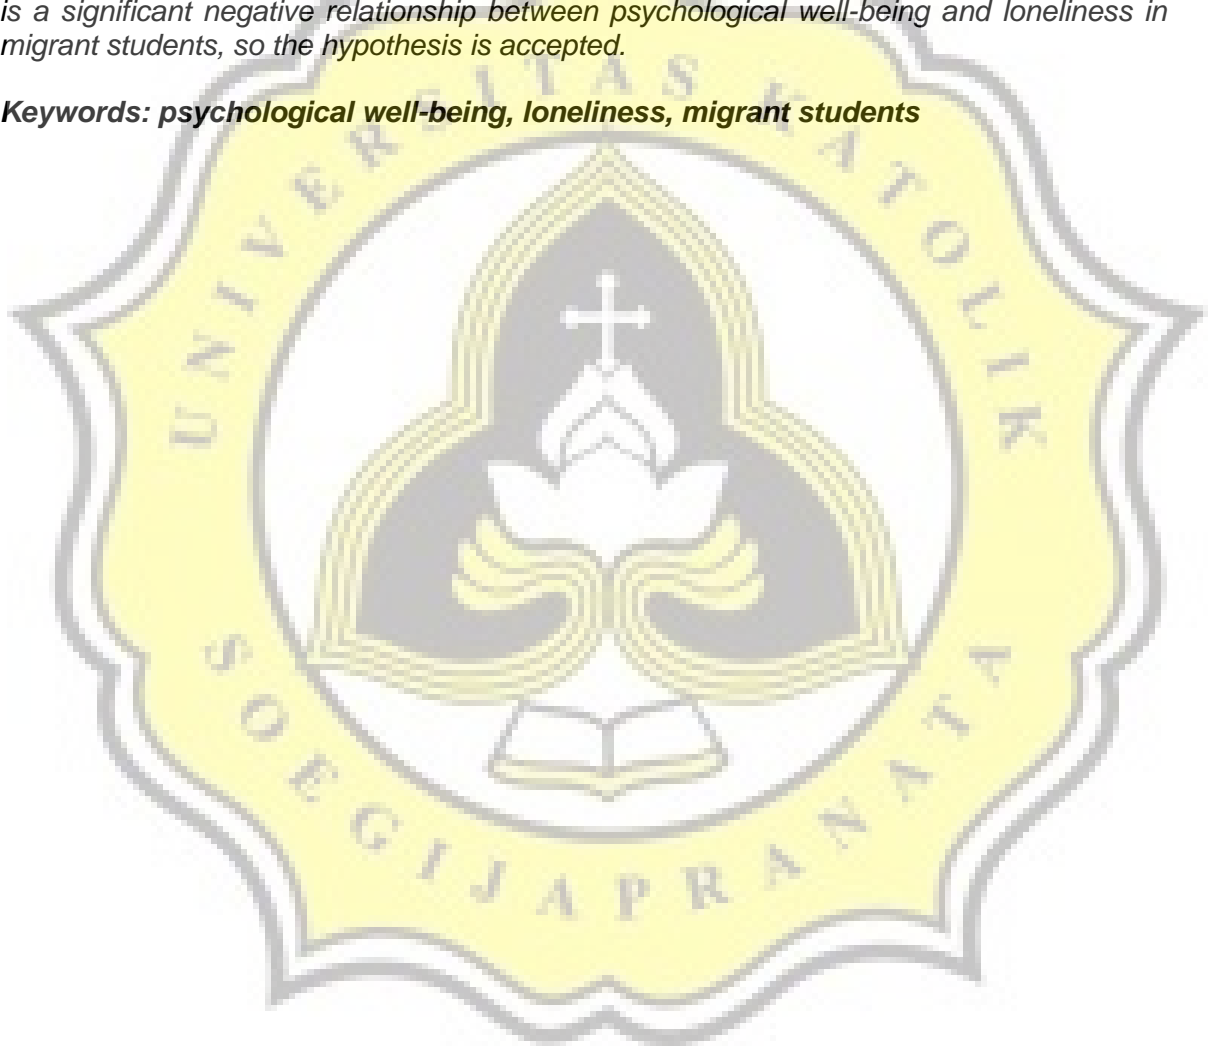 is a significant negative relationship between psychological well-being and loneliness in
migrant students, so the hypothesis is accepted.
Keywords: psychological well-being, loneliness, migrant students
UNIVERSITAS KATOLIK
SOEGIJAPRANATA